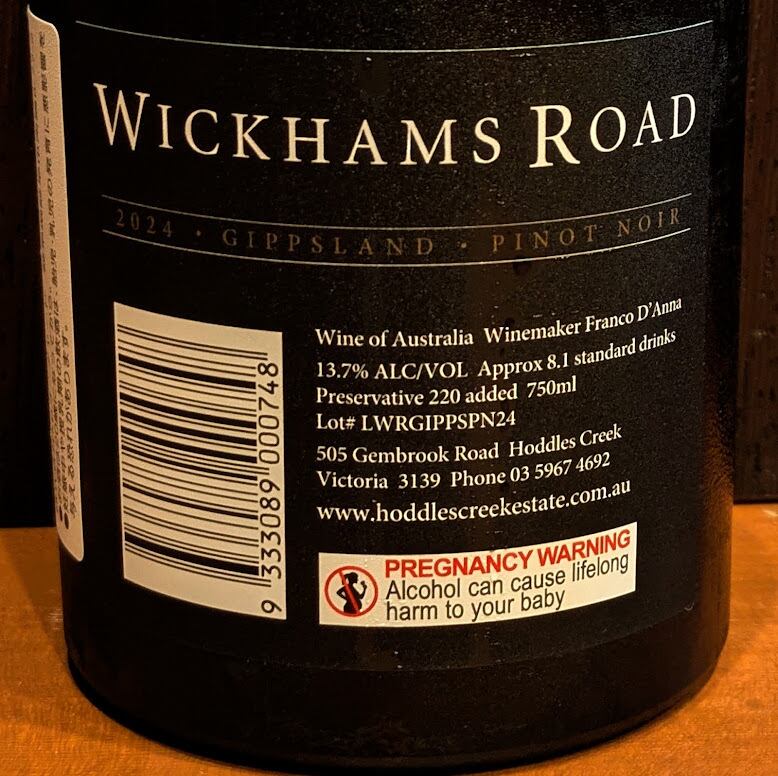 WICKHAMS ROAD
2024 • GIPPSLAND • PINOT NOIR
Wine of Australia Winemaker Franco D'Anna
13.7% ALC/VOL Approx 8.1 standard drinks
Preservative 220 added 750ml
Lot# LWRGIPPSPN24
505 Gembrook Road Hoddles Creek
Victoria 3139 Phone 03 5967 4692
www.hoddlescreekestate.com.au
9 333089 000748
PREGNANCY WARNING
Alcohol can cause lifelong
harm to your baby